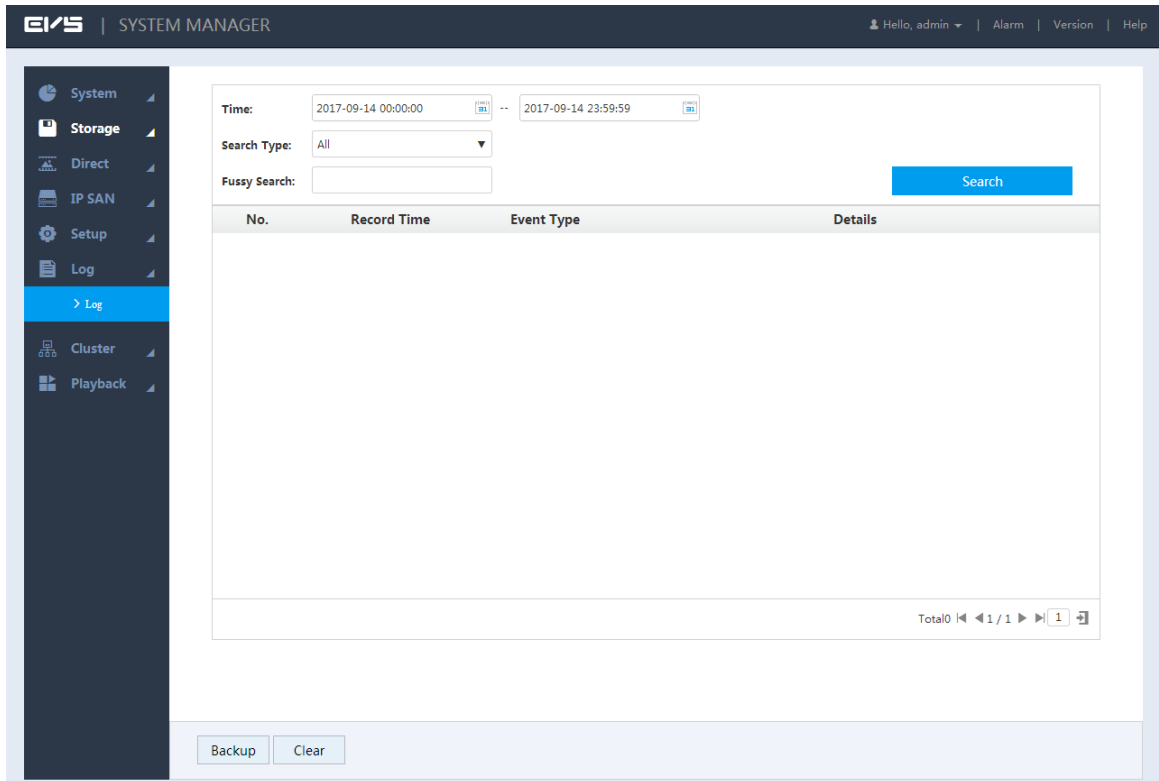 EVS | SYSTEM MANAGER
Hello, admin | Alarm | Version | Help
System
Storage
Direct
IP SAN
Setup
Log
> Log
Cluster
Playback
Time: 2017-09-14 00:00:00 31 -- 2017-09-14 23:59:59 31
Search Type: All
Fussy Search:
Search
No. Record Time Event Type Details
Total0 1 / 1 1
Backup Clear